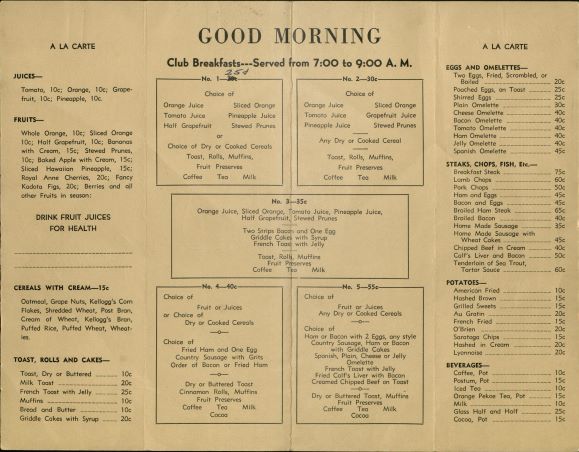 A LA CARTE
JUICES—
Tomato, 10c; Orange, 10c; Grape-
fruit, 10c; Pineapple, 10c.
FRUITS—
Whole Orange, 10c; Sliced Orange
10c; Half Grapefruit, 10c; Bananas
with Cream, 15c; Stewed Prunes,
10c; Baked Apple with Cream, 15c;
Sliced Hawaiian Pineapple, 15c;
Royal Anne Cherries, 20c; Fancy
Kadota Figs, 20c; Berries and all
other Fruits in season:
DRINK FRUIT JUICES
FOR HEALTH
CEREALS WITH CREAM—15c
Oatmeal, Grape Nuts, Kellogg's Corn
Flakes, Shredded Wheat, Post Bran,
Cream of Wheat, Kellogg's Bran,
Puffed Rice, Puffed Wheat, Wheat-
ies.
TOAST, ROLLS AND CAKES—
Toast, Dry or Buttered 10c
Milk Toast 20c
French Toast with Jelly 25c
Muffins 10c
Bread and Butter 10c
Griddle Cakes with Syrup 20c
GOOD MORNING
Club Breakfasts---Served from 7:00 to 9:00 A. M.
25¢
No. 1—30c
Choice of
Orange Juice Sliced Orange
Tomato Juice Pineapple Juice
Half Grapefruit Stewed Prunes
or
Choice of Dry or Cooked Cereals
Toast, Rolls, Muffins,
Fruit Preserves
Coffee Tea Milk
No. 2—30c
Choice of
Orange Juice Sliced Orange
Tomato Juice Grapefruit Juice
Pineapple Juice Stewed Prunes
Any Dry or Cooked Cereal
Toast, Rolls, Muffins,
Fruit Preserves
Coffee Tea Milk
No. 3—35c
Orange Juice, Sliced Orange, Tomato Juice, Pineapple Juice,
Half Grapefruit, Stewed Prunes
Two Strips Bacon and One Egg
Griddle Cakes with Syrup
French Toast with Jelly
Toast, Rolls, Muffins
Fruit Preserves
Coffee Tea Milk
No. 4—40c
Choice of
Fruit or Juices
or Choice of
Dry or Cooked Cereals
—o—
Choice of
Fried Ham and One Egg
Country Sausage with Grits
Order of Bacon or Fried Ham
—o—
Dry or Buttered Toast
Cinnamon Rolls, Muffins
Fruit Preserves
Coffee Tea Milk
Cocoa
No. 5—55c
Choice of
Fruit or Juices
Any Dry or Cooked Cereals
—o—
Choice of
Ham or Bacon with 2 Eggs, any style
Country Sausage, Ham or Bacon
with Griddle Cakes
Spanish, Plain, Cheese or Jelly
Omelette
French Toast with Jelly
Fried Calf's Liver with Bacon
Creamed Chipped Beef on Toast
—o—
Dry or Buttered Toast, Muffins
Fruit Preserves
Coffee Tea Milk
Cocoa
A LA CARTE
EGGS AND OMELETTES—
Two Eggs, Fried, Scrambled, or
Boiled 20c
Poached Eggs, on Toast 25c
Shirred Eggs 25c
Plain Omelette 30c
Cheese Omelette 40c
Bacon Omelette 40c
Tomato Omelette 40c
Ham Omelette 40c
Jelly Omelette 40c
Spanish Omelette 45c
STEAKS, CHOPS, FISH, Etc.—
Breakfast Steak 75c
Lamb Chops 60c
Pork Chops 50c
Ham and Eggs 45c
Bacon and Eggs 45c
Broiled Ham Steak 65c
Broiled Bacon 40c
Home Made Sausage 35c
Home Made Sausage with
Wheat Cakes 45c
Chipped Beef in Cream 40c
Calf's Liver and Bacon 50c
Tenderloin of Sea Trout,
Tartar Sauce 60c
POTATOES—
American Fried 10c
Hashed Brown 15c
Grilled Sweets 15c
Au Gratin 20c
French Fried 15c
O'Brien 20c
Saratoga Chips 15c
Hashed in Cream 20c
Lyonnaise 20c
BEVERAGES—
Coffee, Pot 10c
Postum, Pot 15c
Iced Tea 10c
Orange Pekoe Tea, Pot 15c
Milk 10c
Glass Half and Half 25c
Cocoa, Pot 15c